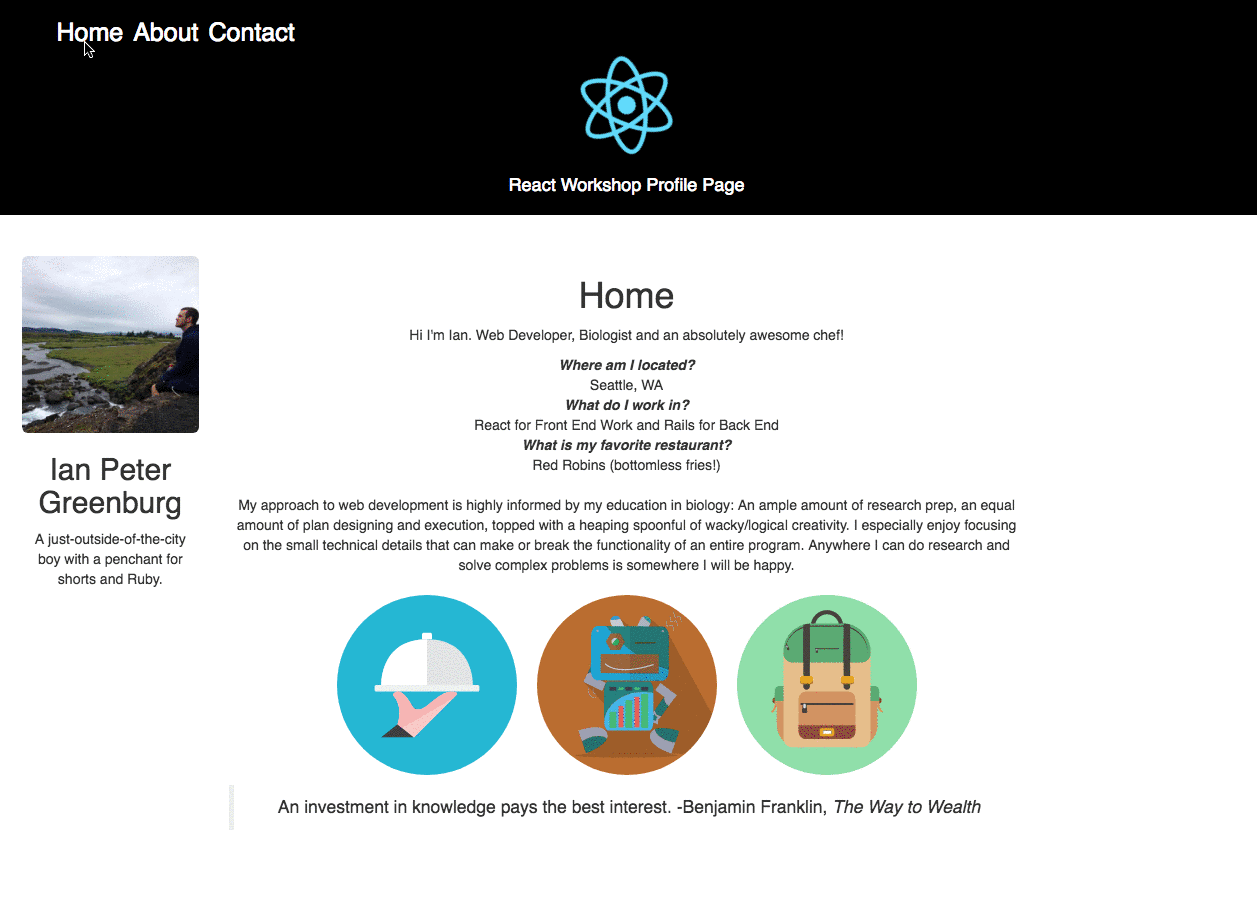 Home About Contact
React Workshop Profile Page
Ian Peter
Greenburg
A just-outside-of-the-city
boy with a penchant for
shorts and Ruby.
Home
Hi I'm Ian. Web Developer, Biologist and an absolutely awesome chef!
Where am I located?
Seattle, WA
What do I work in?
React for Front End Work and Rails for Back End
What is my favorite restaurant?
Red Robins (bottomless fries!)
My approach to web development is highly informed by my education in biology: An ample amount of research prep, an equal
amount of plan designing and execution, topped with a heaping spoonful of wacky/logical creativity. I especially enjoy focusing
on the small technical details that can make or break the functionality of an entire program. Anywhere I can do research and
solve complex problems is somewhere I will be happy.
An investment in knowledge pays the best interest. -Benjamin Franklin, The Way to Wealth